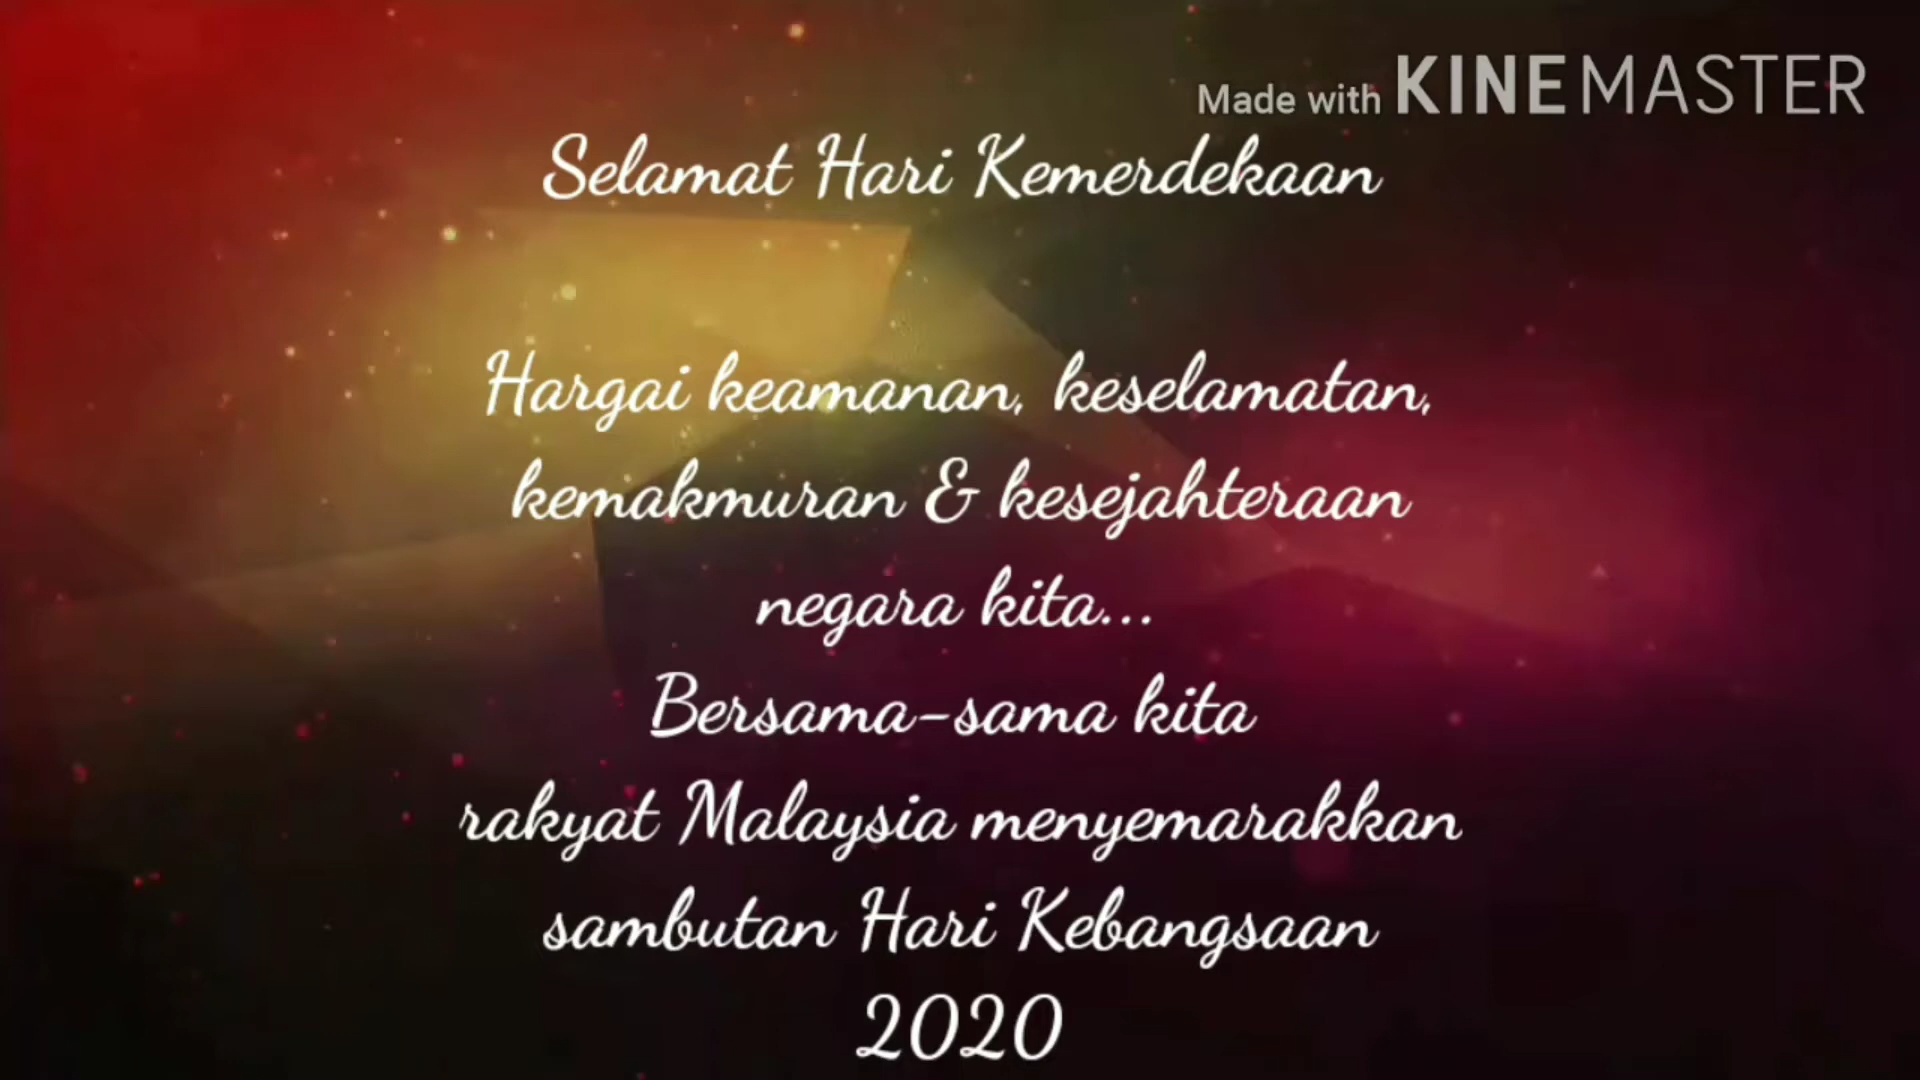 Made with KINEMASTER
Selamat Hari Kemerdekaan
Hargai keamanan, keselamatan,
kemakmuran & kesejahteraan
negara kita...
Bersama-sama kita
rakyat Malaysia menyemarakkan
sambutan Hari Kebangsaan
2020